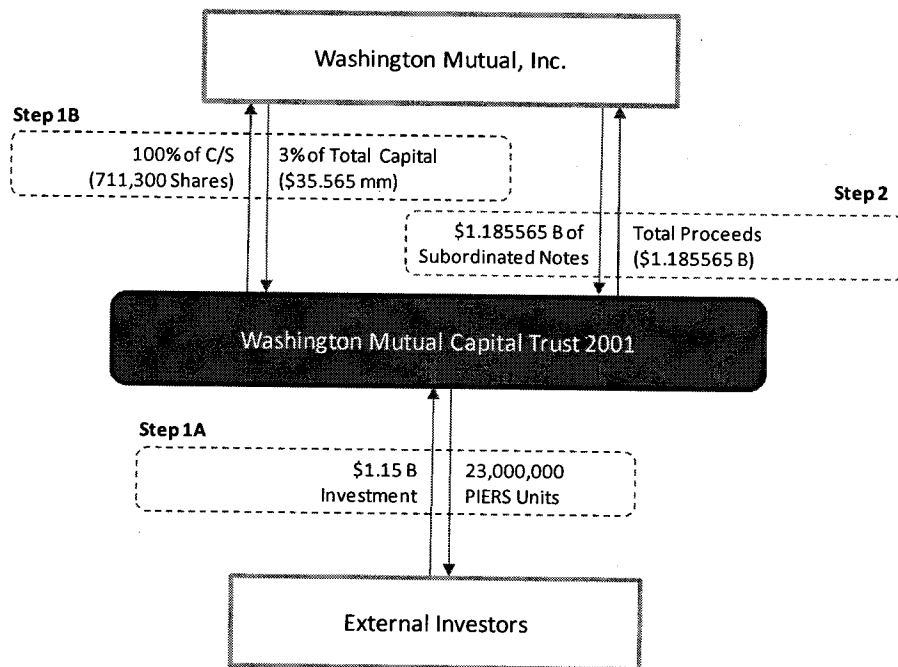 Washington Mutual, Inc.
Step 1B
100% of C/S
(711,300 Shares)
3% of Total Capital
($35.565 mm)
Step 2
$1.185565 B of
Subordinated Notes
Total Proceeds
($1.185565 B)
Washington Mutual Capital Trust 2001
Step 1A
$1.15 B
Investment
23,000,000
PIERS Units
External Investors